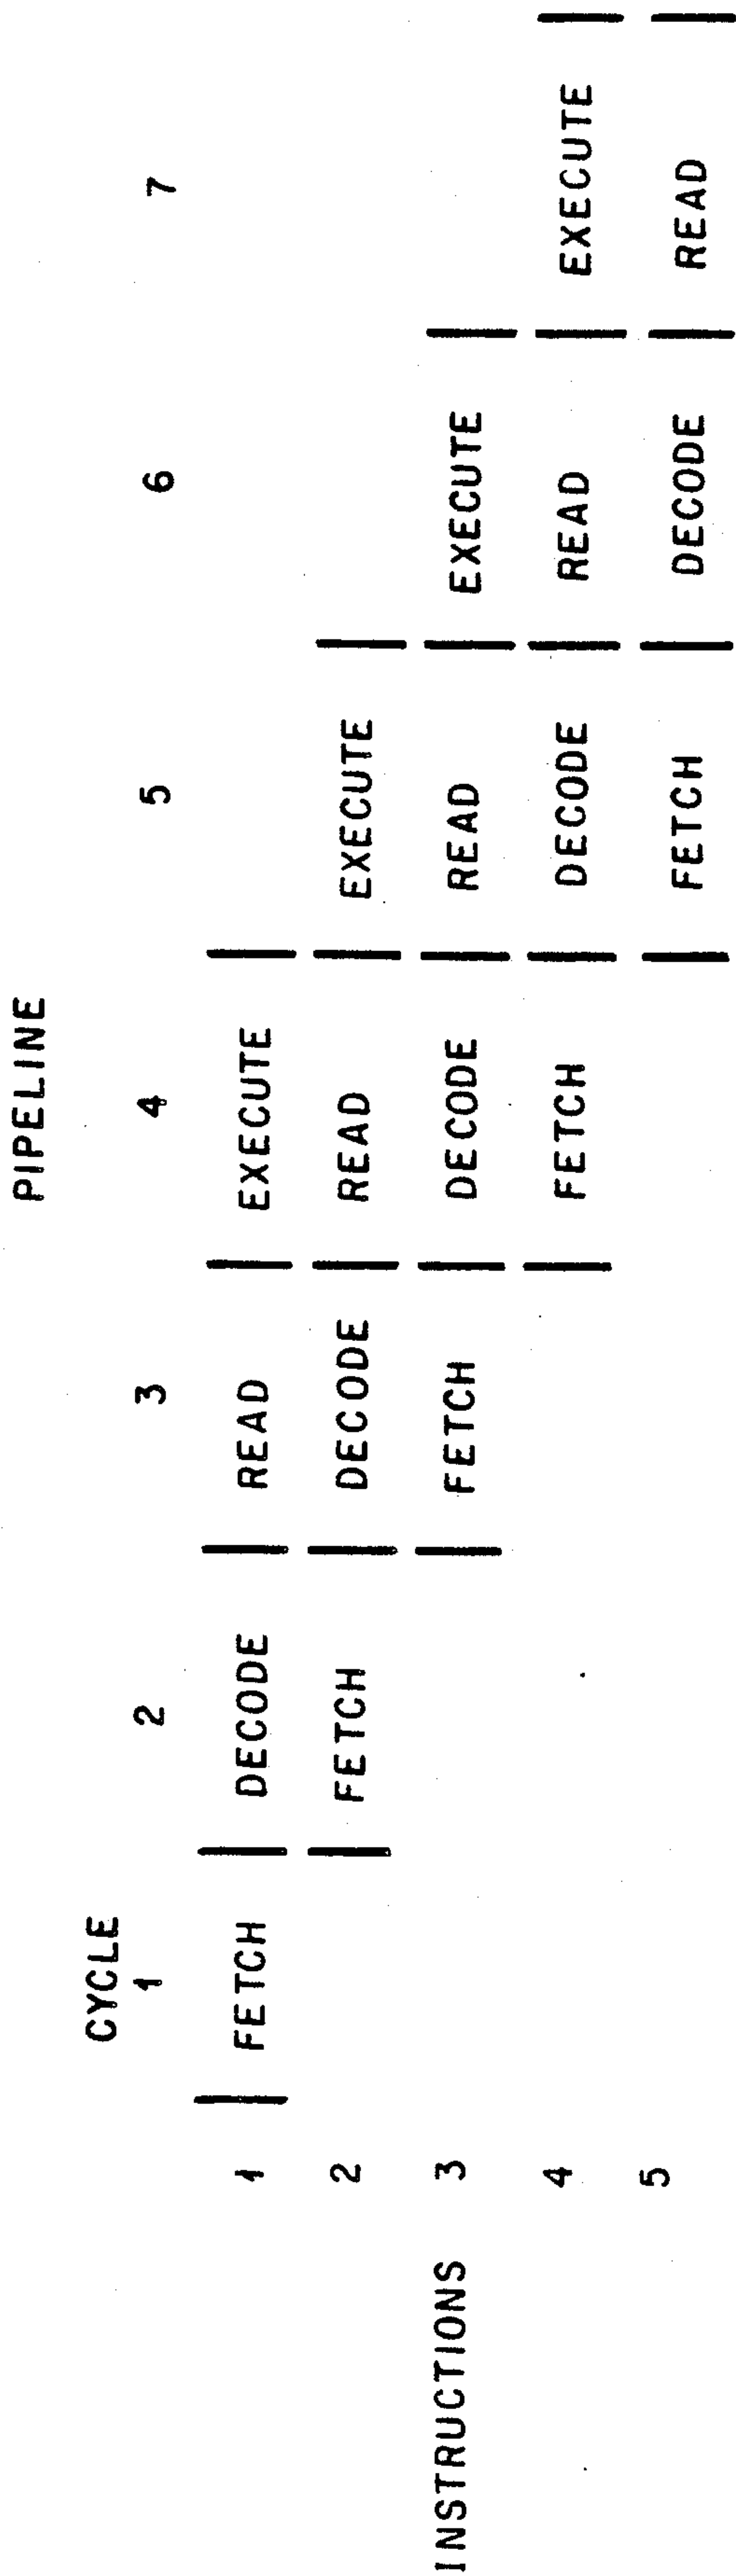 PIPELINE
CYCLE
1 2 3 4 5 6 7
1 FETCH DECODE READ EXECUTE
2 FETCH DECODE READ EXECUTE
INSTRUCTIONS 3 FETCH DECODE READ EXECUTE
4 FETCH DECODE READ EXECUTE
5 FETCH DECODE READ